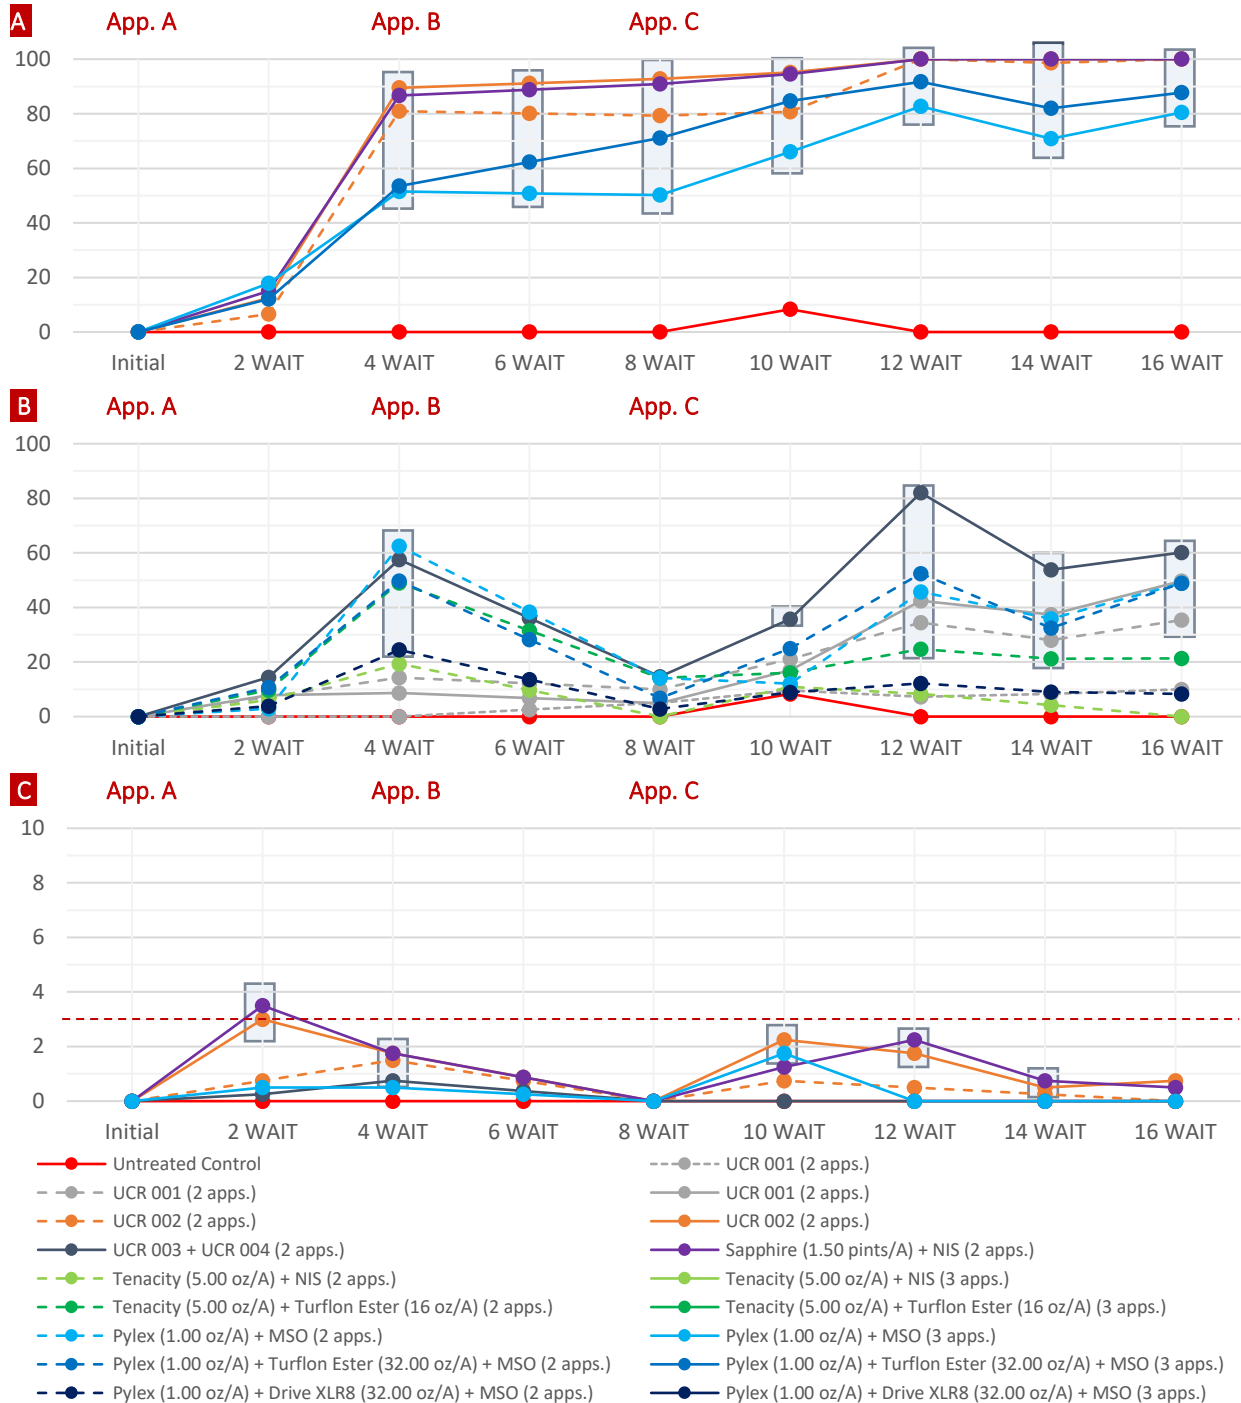 A App. A App. B App. C
100
80
60
40
20
0
Initial 2 WAIT 4 WAIT 6 WAIT 8 WAIT 10 WAIT 12 WAIT 14 WAIT 16 WAIT
B App. A App. B App. C
100
80
60
40
20
0
Initial 2 WAIT 4 WAIT 6 WAIT 8 WAIT 10 WAIT 12 WAIT 14 WAIT 16 WAIT
C App. A App. B App. C
10
8
6
4
2
0
Initial 2 WAIT 4 WAIT 6 WAIT 8 WAIT 10 WAIT 12 WAIT 14 WAIT 16 WAIT
Untreated Control UCR 001 (2 apps.)
UCR 001 (2 apps.) UCR 001 (2 apps.)
UCR 002 (2 apps.) UCR 002 (2 apps.)
UCR 003 + UCR 004 (2 apps.) Sapphire (1.50 pints/A) + NIS (2 apps.)
Tenacity (5.00 oz/A) + NIS (2 apps.) Tenacity (5.00 oz/A) + NIS (3 apps.)
Tenacity (5.00 oz/A) + Turflon Ester (16 oz/A) (2 apps.) Tenacity (5.00 oz/A) + Turflon Ester (16 oz/A) (3 apps.)
Pylex (1.00 oz/A) + MSO (2 apps.) Pylex (1.00 oz/A) + MSO (3 apps.)
Pylex (1.00 oz/A) + Turflon Ester (32.00 oz/A) + MSO (2 apps.) Pylex (1.00 oz/A) + Turflon Ester (32.00 oz/A) + MSO (3 apps.)
Pylex (1.00 oz/A) + Drive XLR8 (32.00 oz/A) + MSO (2 apps.) Pylex (1.00 oz/A) + Drive XLR8 (32.00 oz/A) + MSO (3 apps.)